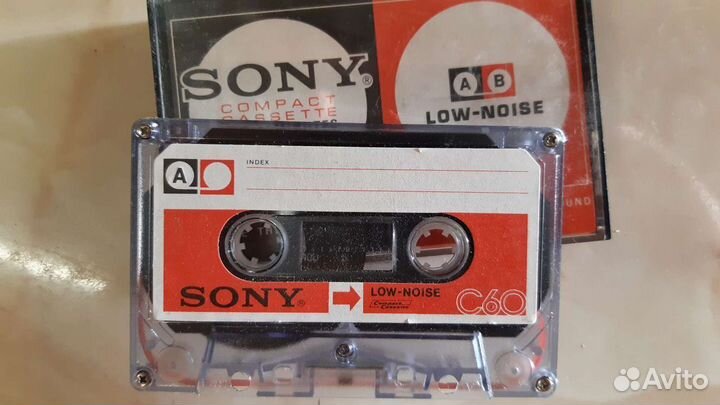 SONY®
COMPACT
CASSETTE
A B
LOW-NOISE
A
INDEX
SONY®
LOW-NOISE
Compact
Cassette
C60
Avito